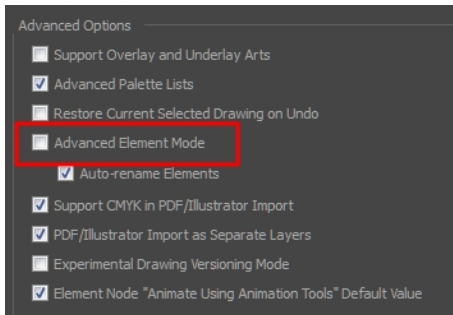 Advanced Options
Support Overlay and Underlay Arts
Advanced Palette Lists
Restore Current Selected Drawing on Undo
Advanced Element Mode
Auto-rename Elements
Support CMYK in PDF/Illustrator Import
PDF/Illustrator Import as Separate Layers
Experimental Drawing Versioning Mode
Element Node "Animate Using Animation Tools" Default Value